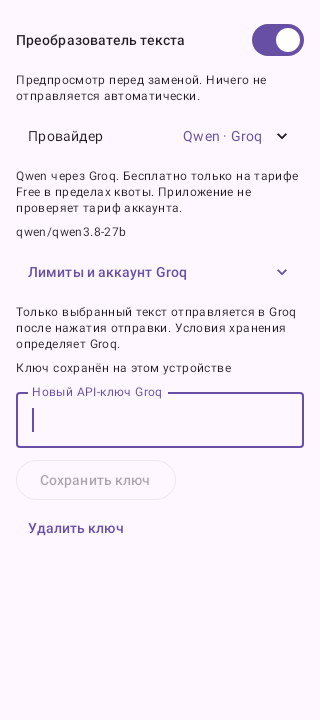 Преобразователь текста
Предпросмотр перед заменой. Ничего не
отправляется автоматически.
Провайдер
Qwen · Groq
Qwen через Groq. Бесплатно только на тарифе
Free в пределах квоты. Приложение не
проверяет тариф аккаунта.
qwen/qwen3.8-27b
Лимиты и аккаунт Groq
Только выбранный текст отправляется в Groq
после нажатия отправки. Условия хранения
определяет Groq.
Ключ сохранён на этом устройстве
Новый API-ключ Groq
Сохранить ключ
Удалить ключ